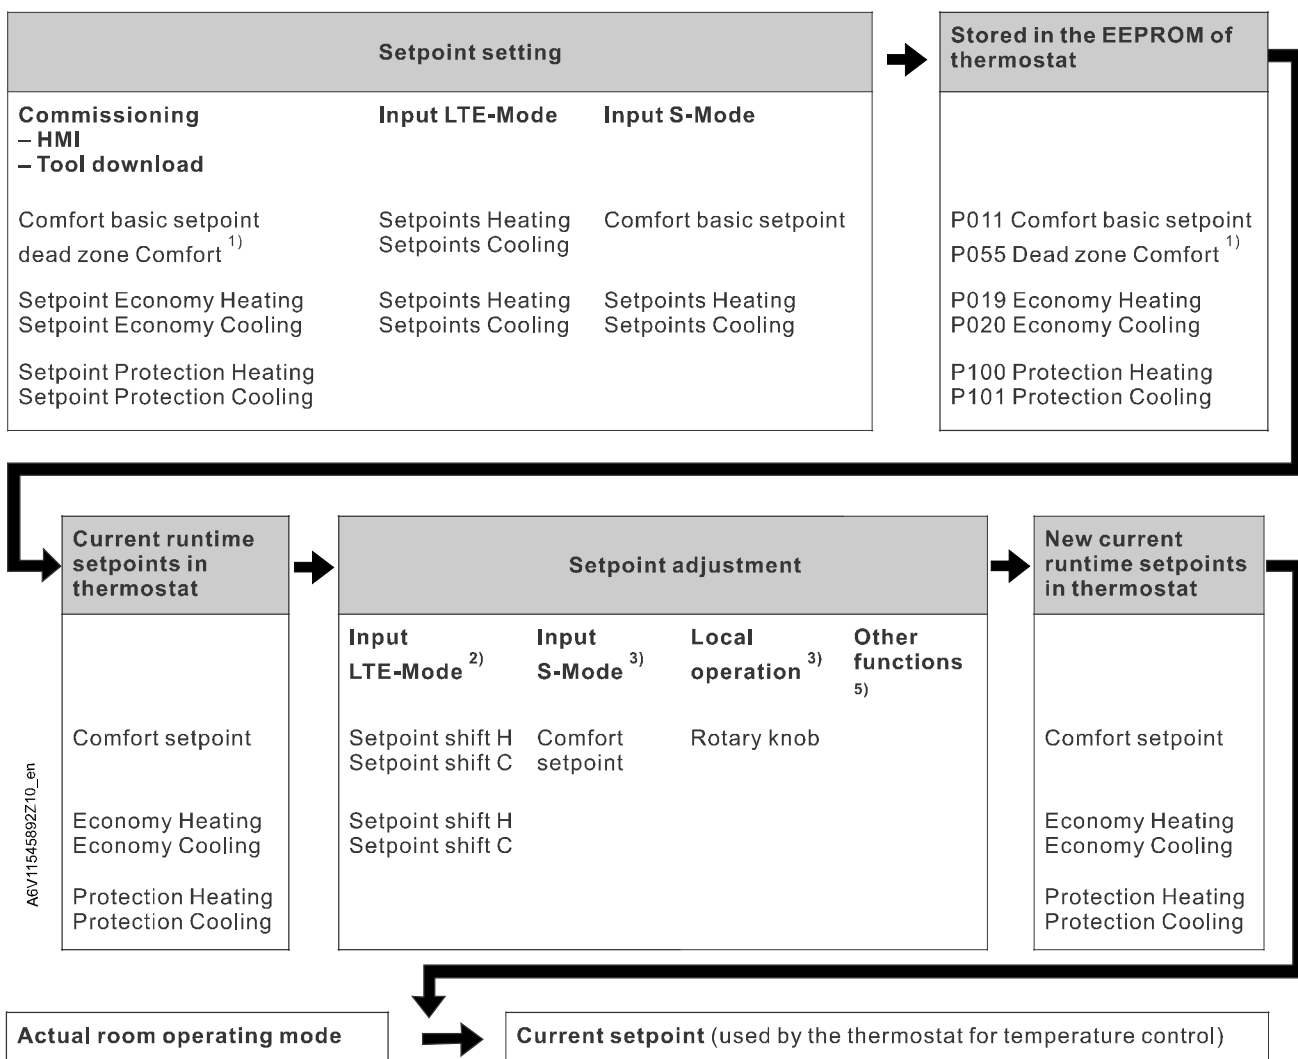 Setpoint setting
Stored in the EEPROM of
thermostat
Commissioning
– HMI
– Tool download
Input LTE-Mode
Input S-Mode
Comfort basic setpoint
dead zone Comfort 1)
Setpoints Heating
Setpoints Cooling
Comfort basic setpoint
P011 Comfort basic setpoint
P055 Dead zone Comfort 1)
Setpoint Economy Heating
Setpoint Economy Cooling
Setpoints Heating
Setpoints Cooling
Setpoints Heating
Setpoints Cooling
P019 Economy Heating
P020 Economy Cooling
Setpoint Protection Heating
Setpoint Protection Cooling
P100 Protection Heating
P101 Protection Cooling
Current runtime
setpoints in
thermostat
Setpoint adjustment
New current
runtime setpoints
in thermostat
Input
LTE-Mode 2)
Input
S-Mode 3)
Local
operation 3)
Other
functions
5)
Comfort setpoint
Setpoint shift H
Setpoint shift C
Comfort
setpoint
Rotary knob
Comfort setpoint
Economy Heating
Economy Cooling
Setpoint shift H
Setpoint shift C
Economy Heating
Economy Cooling
Protection Heating
Protection Cooling
Protection Heating
Protection Cooling
A6V11545892Z10_en
Actual room operating mode
Current setpoint (used by the thermostat for temperature control)